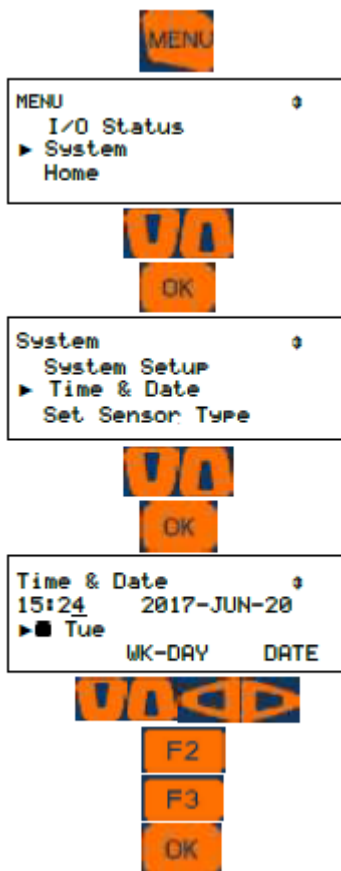 MENU
MENU
I/O Status
System
Home
OK
System
System Setup
Time & Date
Set Sensor Type
OK
Time & Date
15:24 2017-JUN-20
Tue
WK-DAY DATE
F2
F3
OK